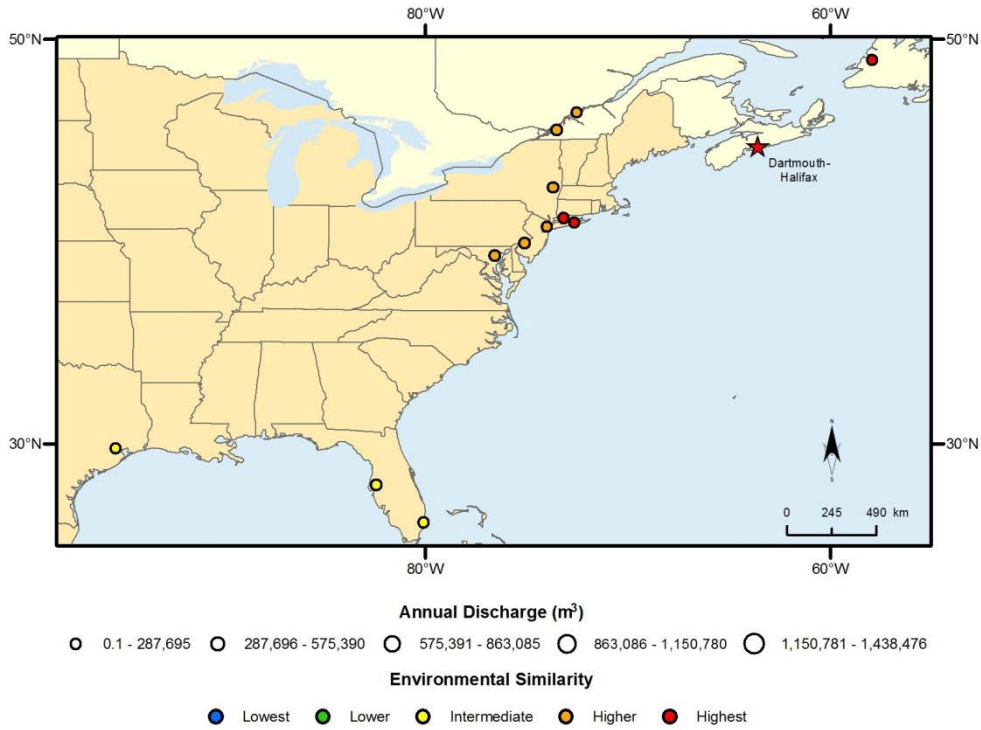 80°W 60°W
50°N 50°N
Dartmouth-
Halifax
30°N 30°N
N
S
0 245 490 km
80°W 60°W
Annual Discharge (m³)
0.1 - 287,695 287,696 - 575,390 575,391 - 863,085 863,086 - 1,150,780 1,150,781 - 1,438,476
Environmental Similarity
Lowest Lower Intermediate Higher Highest